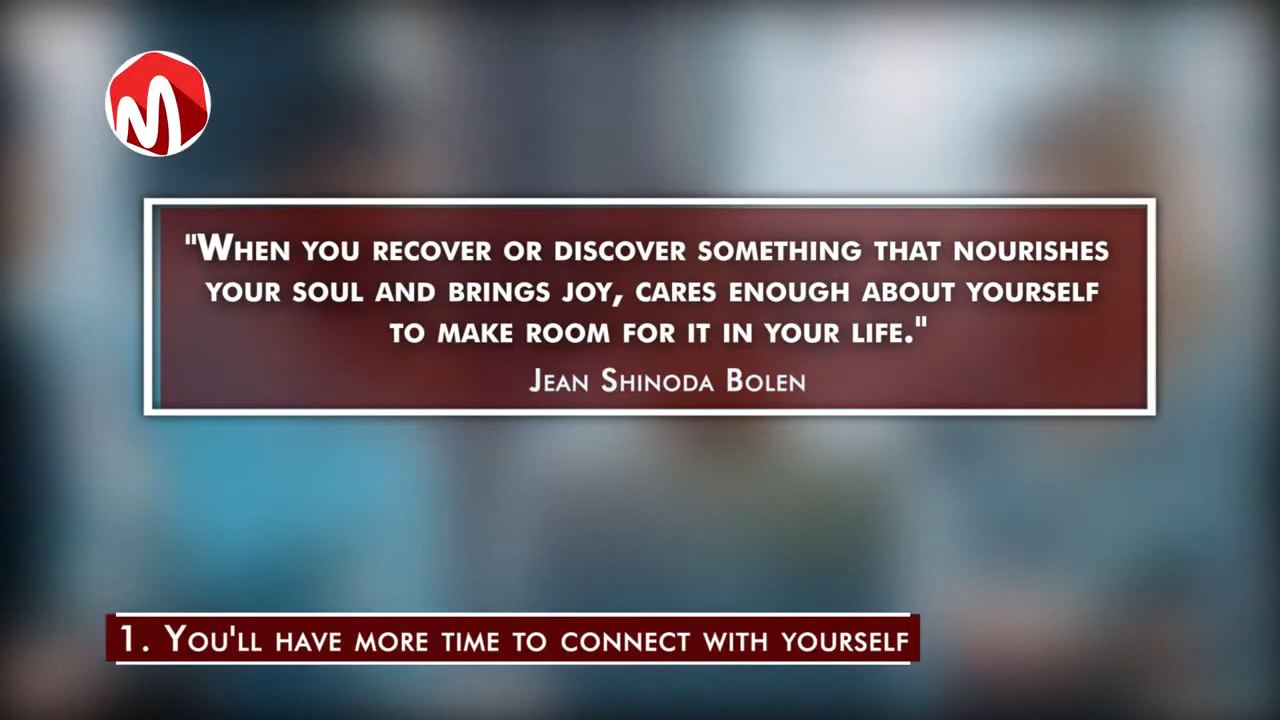 "When you recover or discover something that nourishes
your soul and brings joy, cares enough about yourself
to make room for it in your life."
Jean Shinoda Bolen
1. You'll have more time to connect with yourself